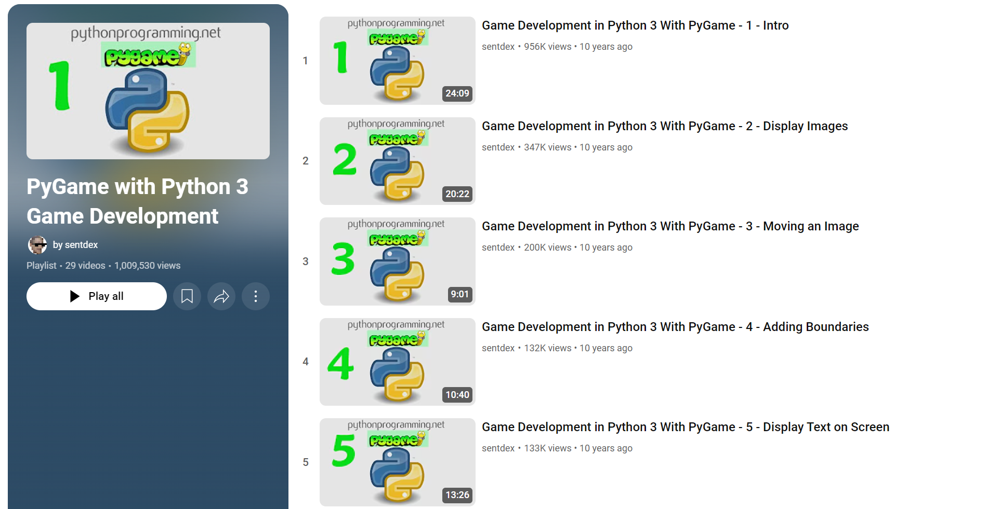 pythonprogramming.net
pygame
1
PyGame with Python 3
Game Development
by sentdex
Playlist • 29 videos • 1,009,530 views
Play all
1
pythonprogramming.net
pygame
1
24:09
Game Development in Python 3 With PyGame - 1 - Intro
sentdex • 956K views • 10 years ago
2
pythonprogramming.net
pygame
2
20:22
Game Development in Python 3 With PyGame - 2 - Display Images
sentdex • 347K views • 10 years ago
3
pythonprogramming.net
pygame
3
9:01
Game Development in Python 3 With PyGame - 3 - Moving an Image
sentdex • 200K views • 10 years ago
4
pythonprogramming.net
pygame
4
10:40
Game Development in Python 3 With PyGame - 4 - Adding Boundaries
sentdex • 132K views • 10 years ago
5
pythonprogramming.net
pygame
5
13:26
Game Development in Python 3 With PyGame - 5 - Display Text on Screen
sentdex • 133K views • 10 years ago